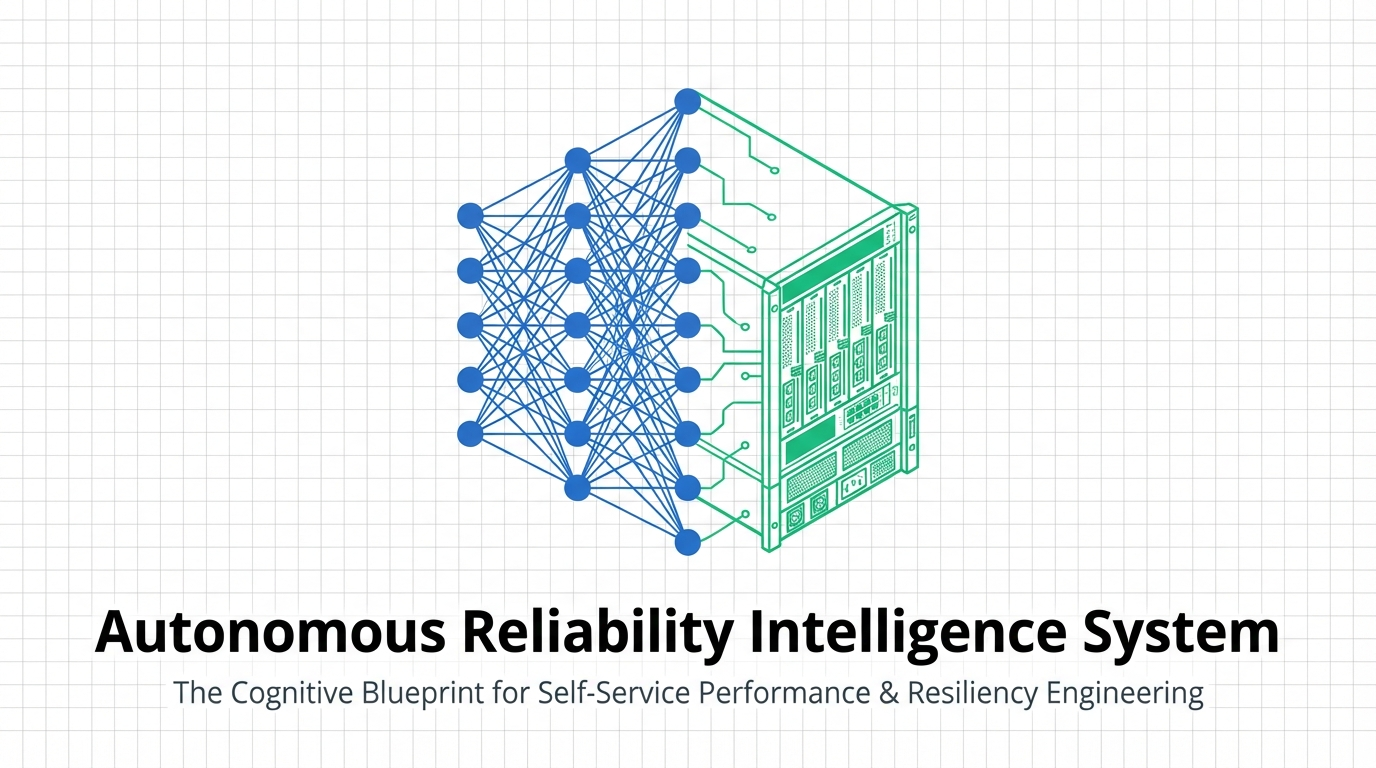 Autonomous Reliability Intelligence System
The Cognitive Blueprint for Self-Service Performance & Resiliency Engineering